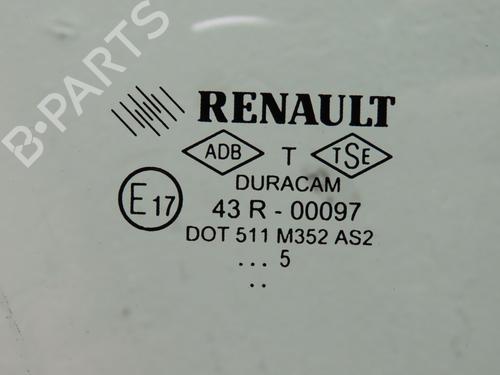 B-PARTS
RENAULT
ADB T TSE
DURACAM
E17 43 R - 00097
DOT 511 M352 AS2
... 5
..